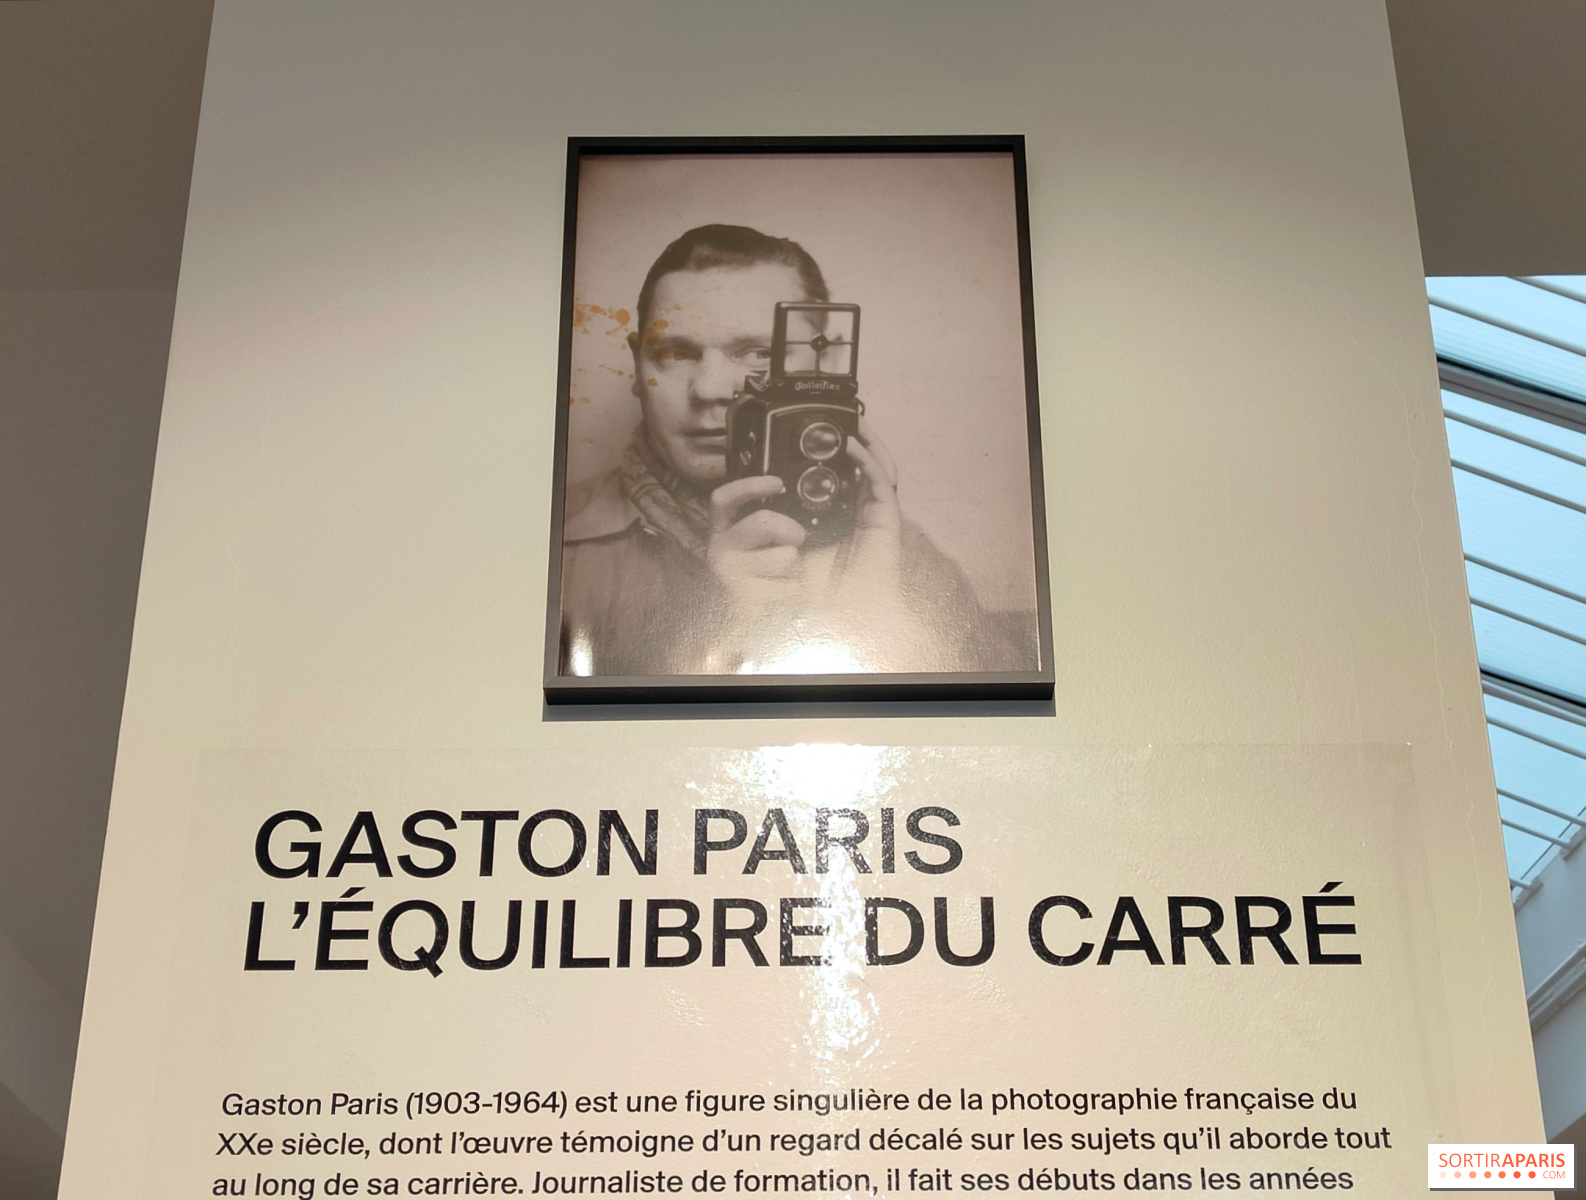 Rolleiflex
GASTON PARIS
L'ÉQUILIBRE DU CARRÉ
Gaston Paris (1903-1964) est une figure singulière de la photographie française du
XXe siècle, dont l'œuvre témoigne d'un regard décalé sur les sujets qu'il aborde tout
au long de sa carrière. Journaliste de formation, il fait ses débuts dans les années
SORTIRAPARIS
.COM